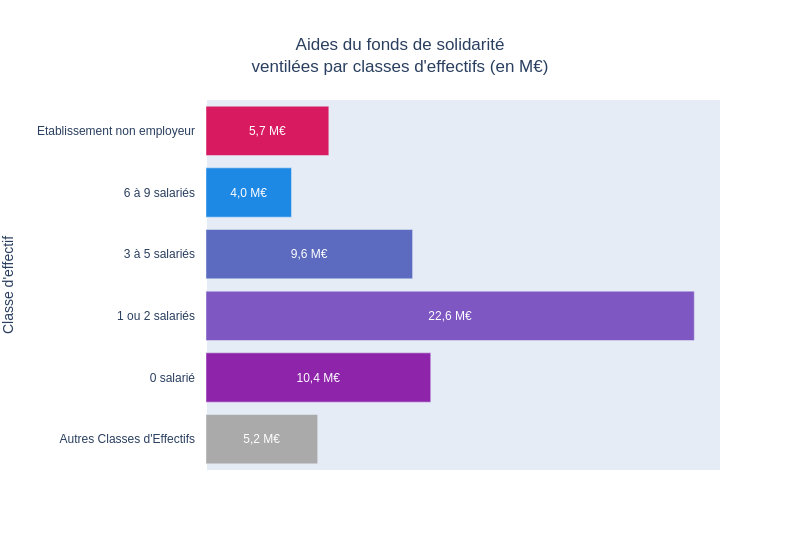 Aides du fonds de solidarité
ventilées par classes d'effectifs (en M€)
Classe d'effectif
Etablissement non employeur
5,7 M€
6 à 9 salariés
4,0 M€
3 à 5 salariés
9,6 M€
1 ou 2 salariés
22,6 M€
0 salarié
10,4 M€
Autres Classes d'Effectifs
5,2 M€